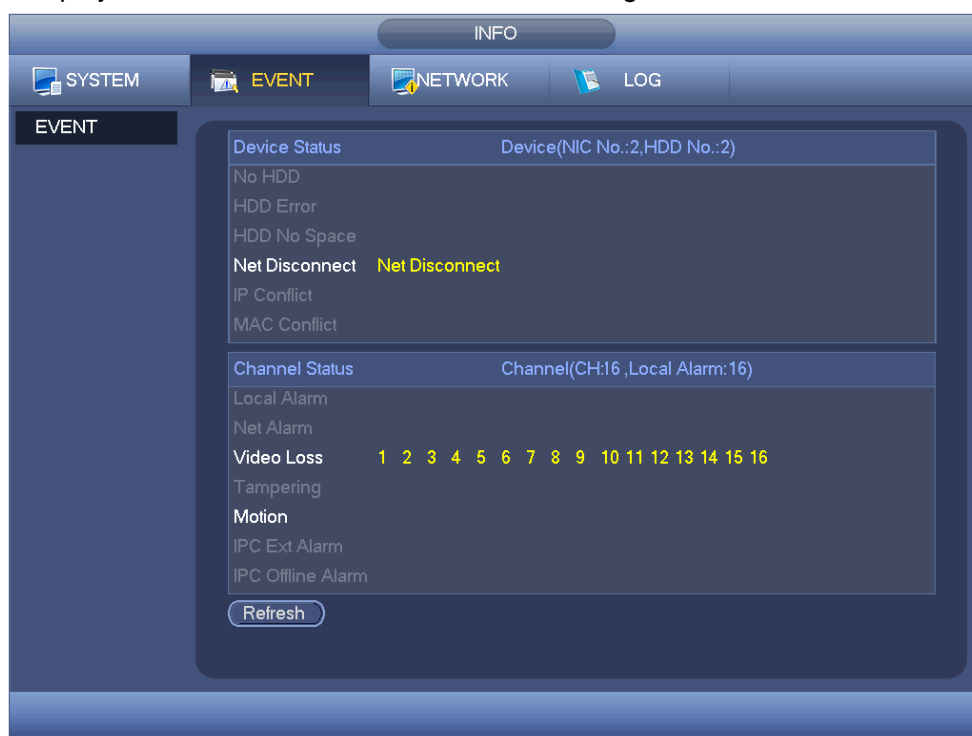 INFO
SYSTEM EVENT NETWORK LOG
EVENT
Device Status Device(NIC No.:2,HDD No.:2)
No HDD
HDD Error
HDD No Space
Net Disconnect Net Disconnect
IP Conflict
MAC Conflict
Channel Status Channel(CH:16 ,Local Alarm:16)
Local Alarm
Net Alarm
Video Loss 1 2 3 4 5 6 7 8 9 10 11 12 13 14 15 16
Tampering
Motion
IPC Ext Alarm
IPC Offline Alarm
Refresh